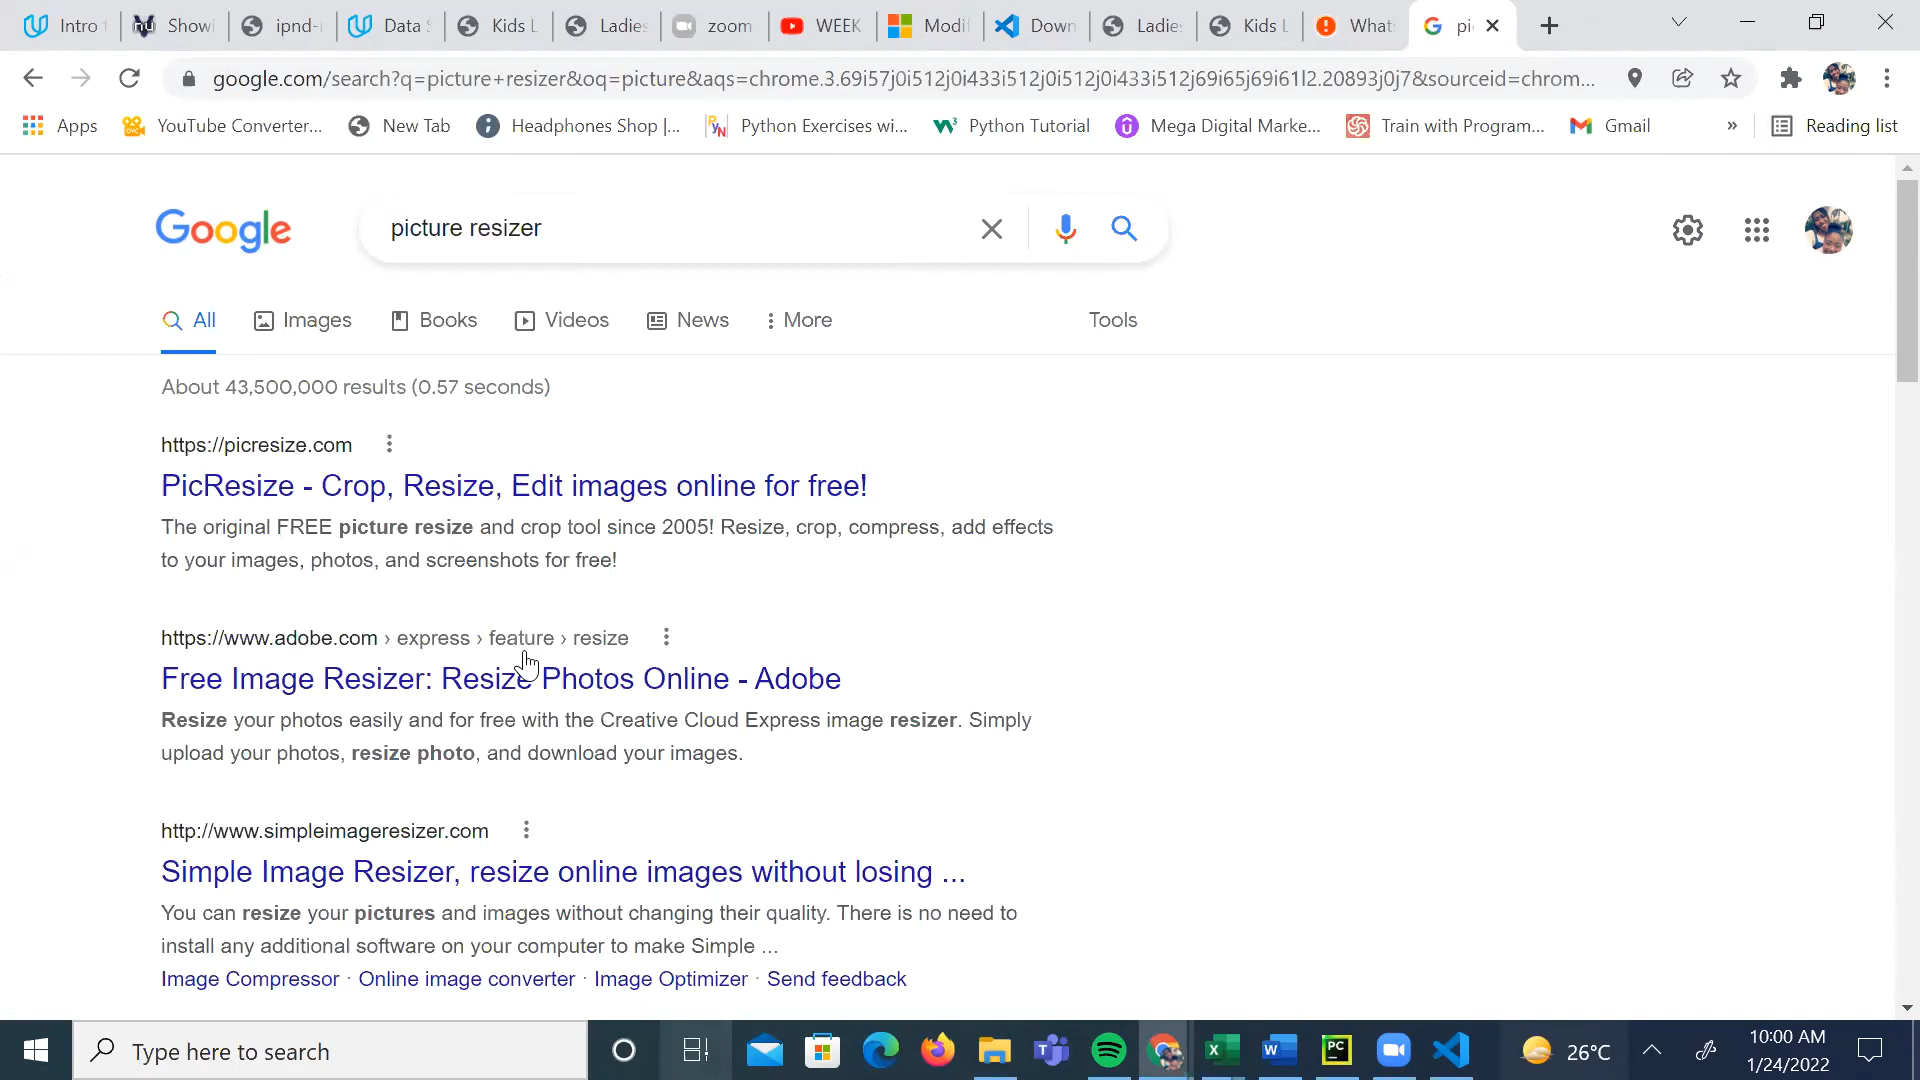 Intro
Showi
ipnd-
Data S
Kids L
Ladies
zoom
WEEK
Modi
Down
Ladie
Kids L
What
pi
google.com/search?q=picture+resizer&oq=picture&aqs=chrome.3.69i57j0i512j0i433i512j0i512j0i433i512j69i65j69i61l2.20893j0j7&sourceid=chrom...
Apps
YouTube Converter...
New Tab
Headphones Shop |...
Python Exercises wi...
Python Tutorial
Mega Digital Marke...
Train with Program...
Gmail
»
Reading list
Google
picture resizer
All
Images
Books
Videos
News
More
Tools
About 43,500,000 results (0.57 seconds)
https://picresize.com
PicResize - Crop, Resize, Edit images online for free!
The original FREE picture resize and crop tool since 2005! Resize, crop, compress, add effects
to your images, photos, and screenshots for free!
https://www.adobe.com › express › feature › resize
Free Image Resizer: Resize Photos Online - Adobe
Resize your photos easily and for free with the Creative Cloud Express image resizer. Simply
upload your photos, resize photo, and download your images.
http://www.simpleimageresizer.com
Simple Image Resizer, resize online images without losing ...
You can resize your pictures and images without changing their quality. There is no need to
install any additional software on your computer to make Simple ...
Image Compressor · Online image converter · Image Optimizer · Send feedback
Type here to search
26°C
10:00 AM
1/24/2022